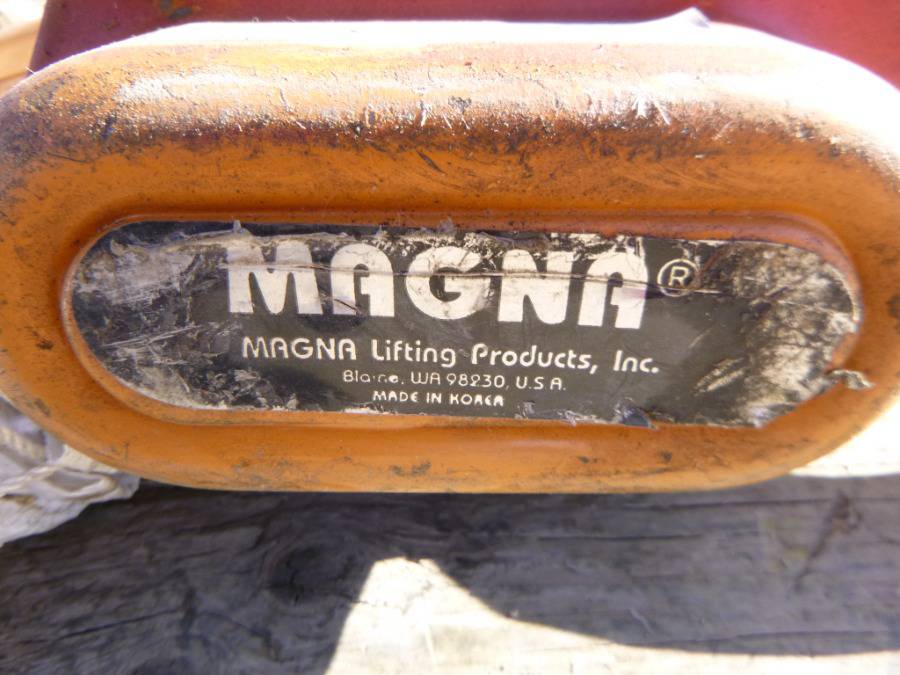 MAGNA®
MAGNA Lifting Products, Inc.
Blaine, WA 98230, U.S.A.
MADE IN KOREA